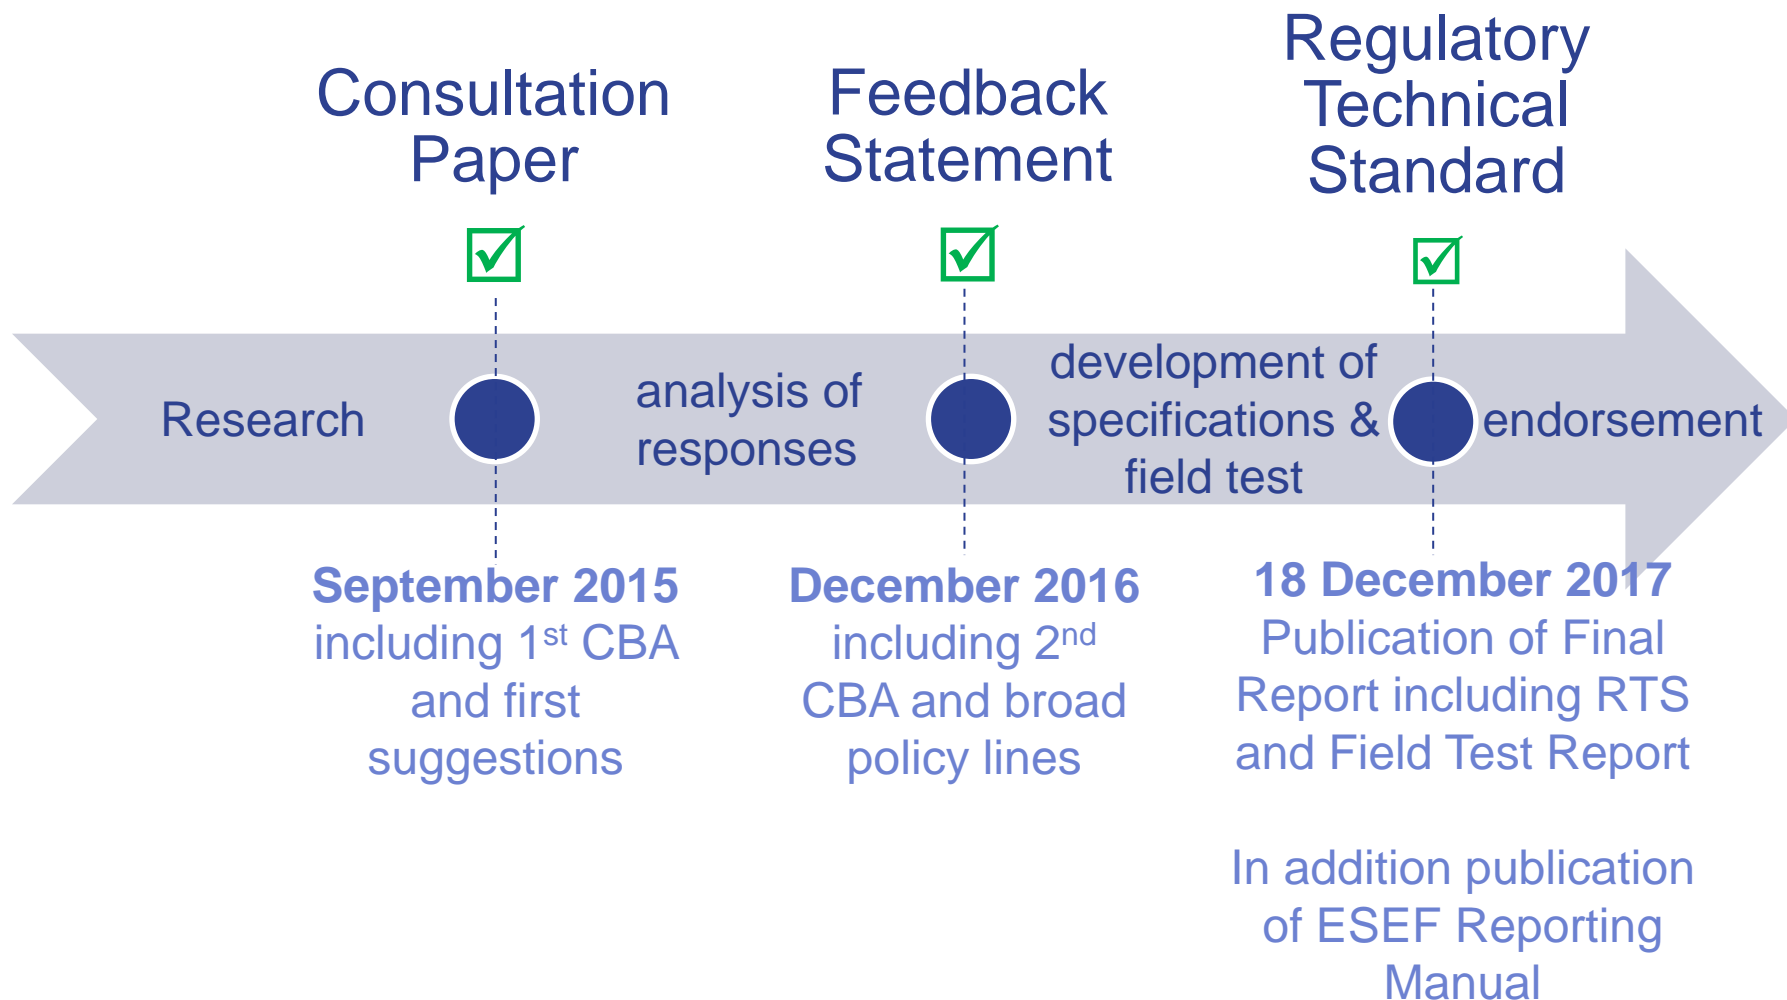 Consultation
Paper
Feedback
Statement
Regulatory
Technical
Standard
Research
analysis of
responses
development of
specifications &
field test
endorsement
September 2015
including 1st CBA
and first
suggestions
December 2016
including 2nd
CBA and broad
policy lines
18 December 2017
Publication of Final
Report including RTS
and Field Test Report
In addition publication
of ESEF Reporting
Manual